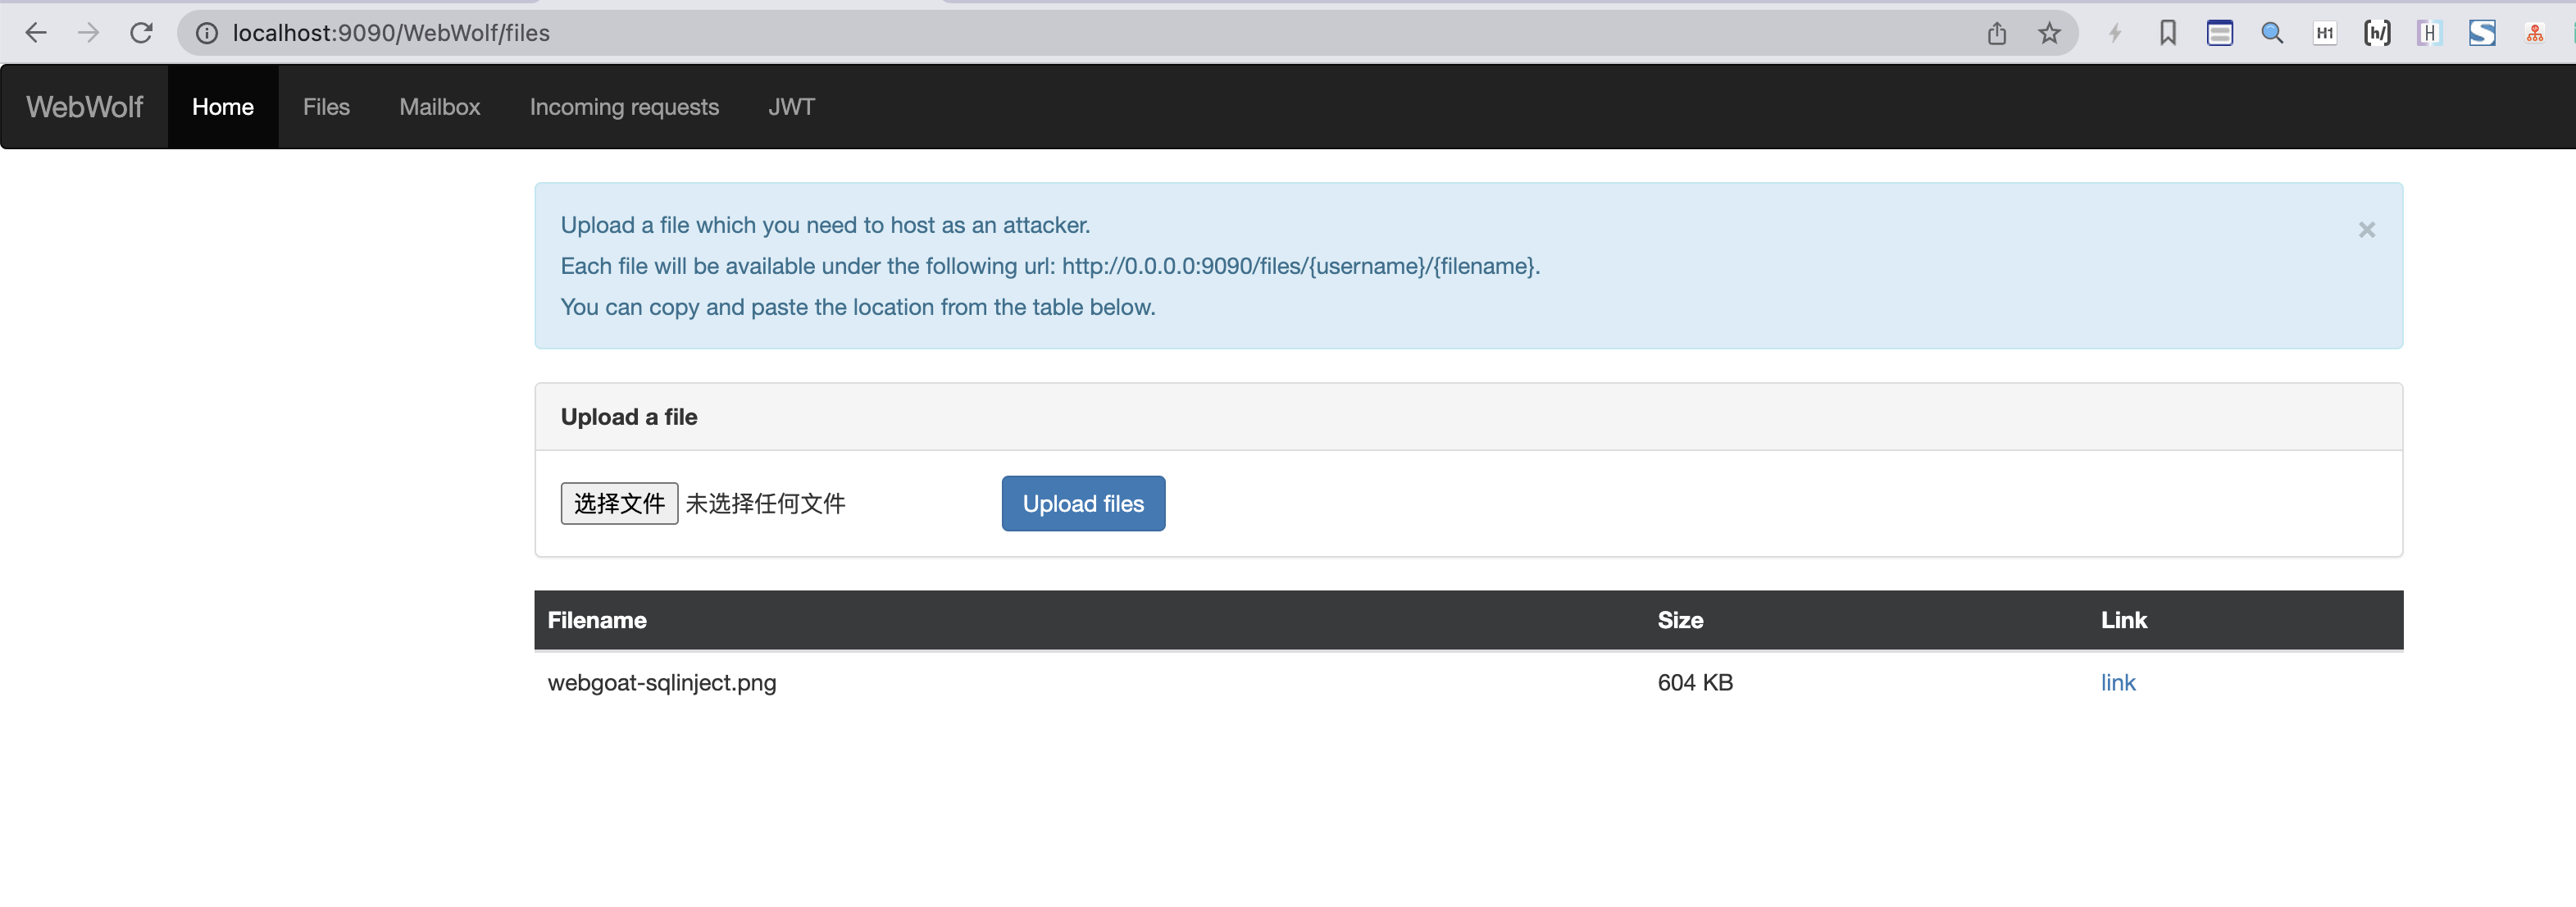 localhost:9090/WebWolf/files
H1
{h/}
H
S
WebWolf Home Files Mailbox Incoming requests JWT
Upload a file which you need to host as an attacker.
×
Each file will be available under the following url: http://0.0.0.0:9090/files/{username}/{filename}.
You can copy and paste the location from the table below.
Upload a file
选择文件 未选择任何文件 Upload files
Filename Size Link
webgoat-sqlinject.png 604 KB link